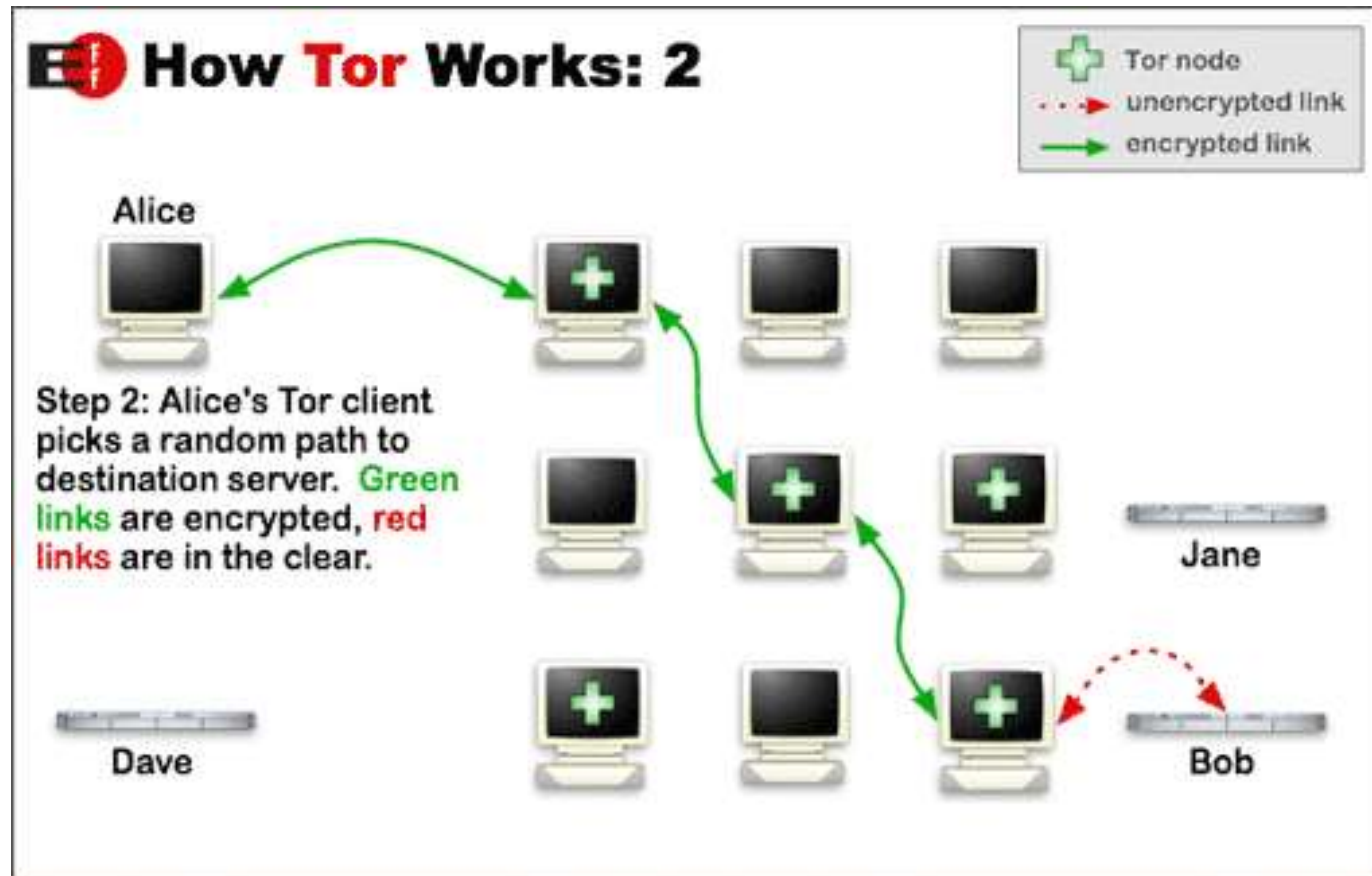 EFF How Tor Works: 2
Tor node
unencrypted link
encrypted link
Alice
Step 2: Alice's Tor client
picks a random path to
destination server. Green
links are encrypted, red
links are in the clear.
Jane
Dave
Bob